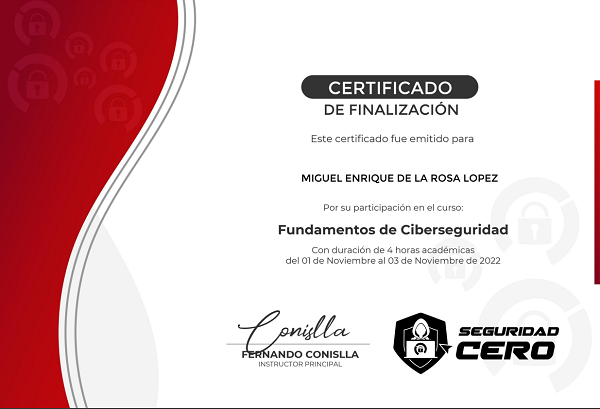 CERTIFICADO
DE FINALIZACIÓN
Este certificado fue emitido para
MIGUEL ENRIQUE DE LA ROSA LOPEZ
Por su participación en el curso:
Fundamentos de Ciberseguridad
Con duración de 4 horas académicas
del 01 de Noviembre al 03 de Noviembre de 2022
Conislla
FERNANDO CONISLLA
INSTRUCTOR PRINCIPAL
SEGURIDAD
CERO